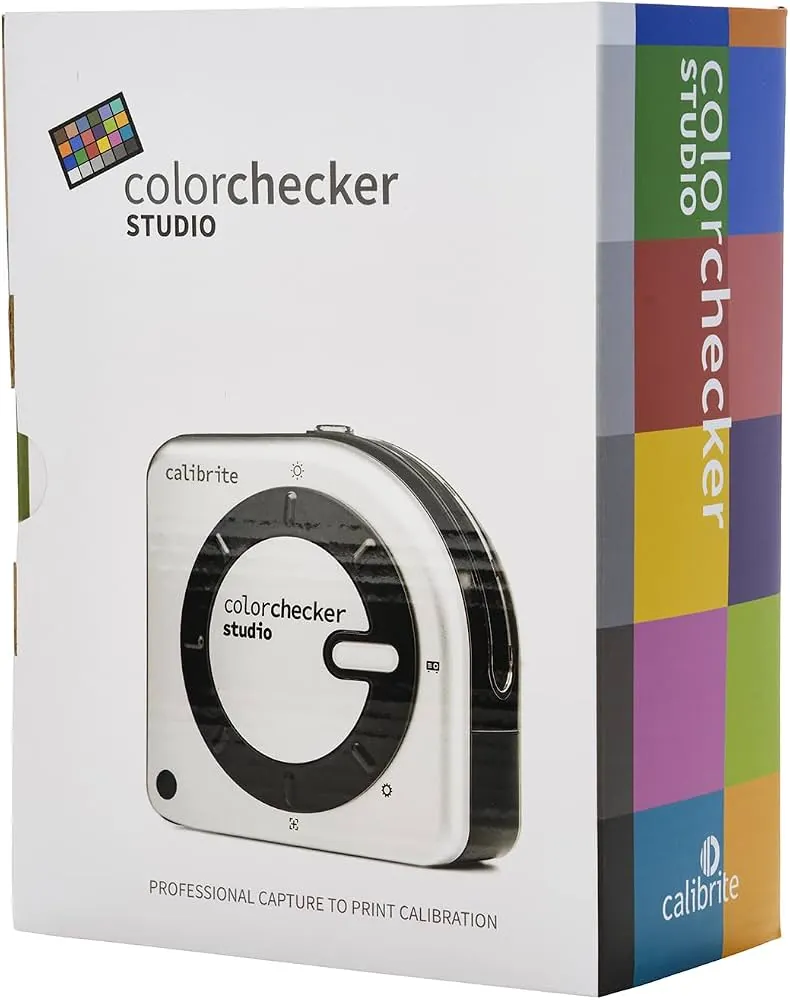 colorchecker
STUDIO
calibrite
colorchecker
studio
PROFESSIONAL CAPTURE TO PRINT CALIBRATION
colorchecker
STUDIO
calibrite